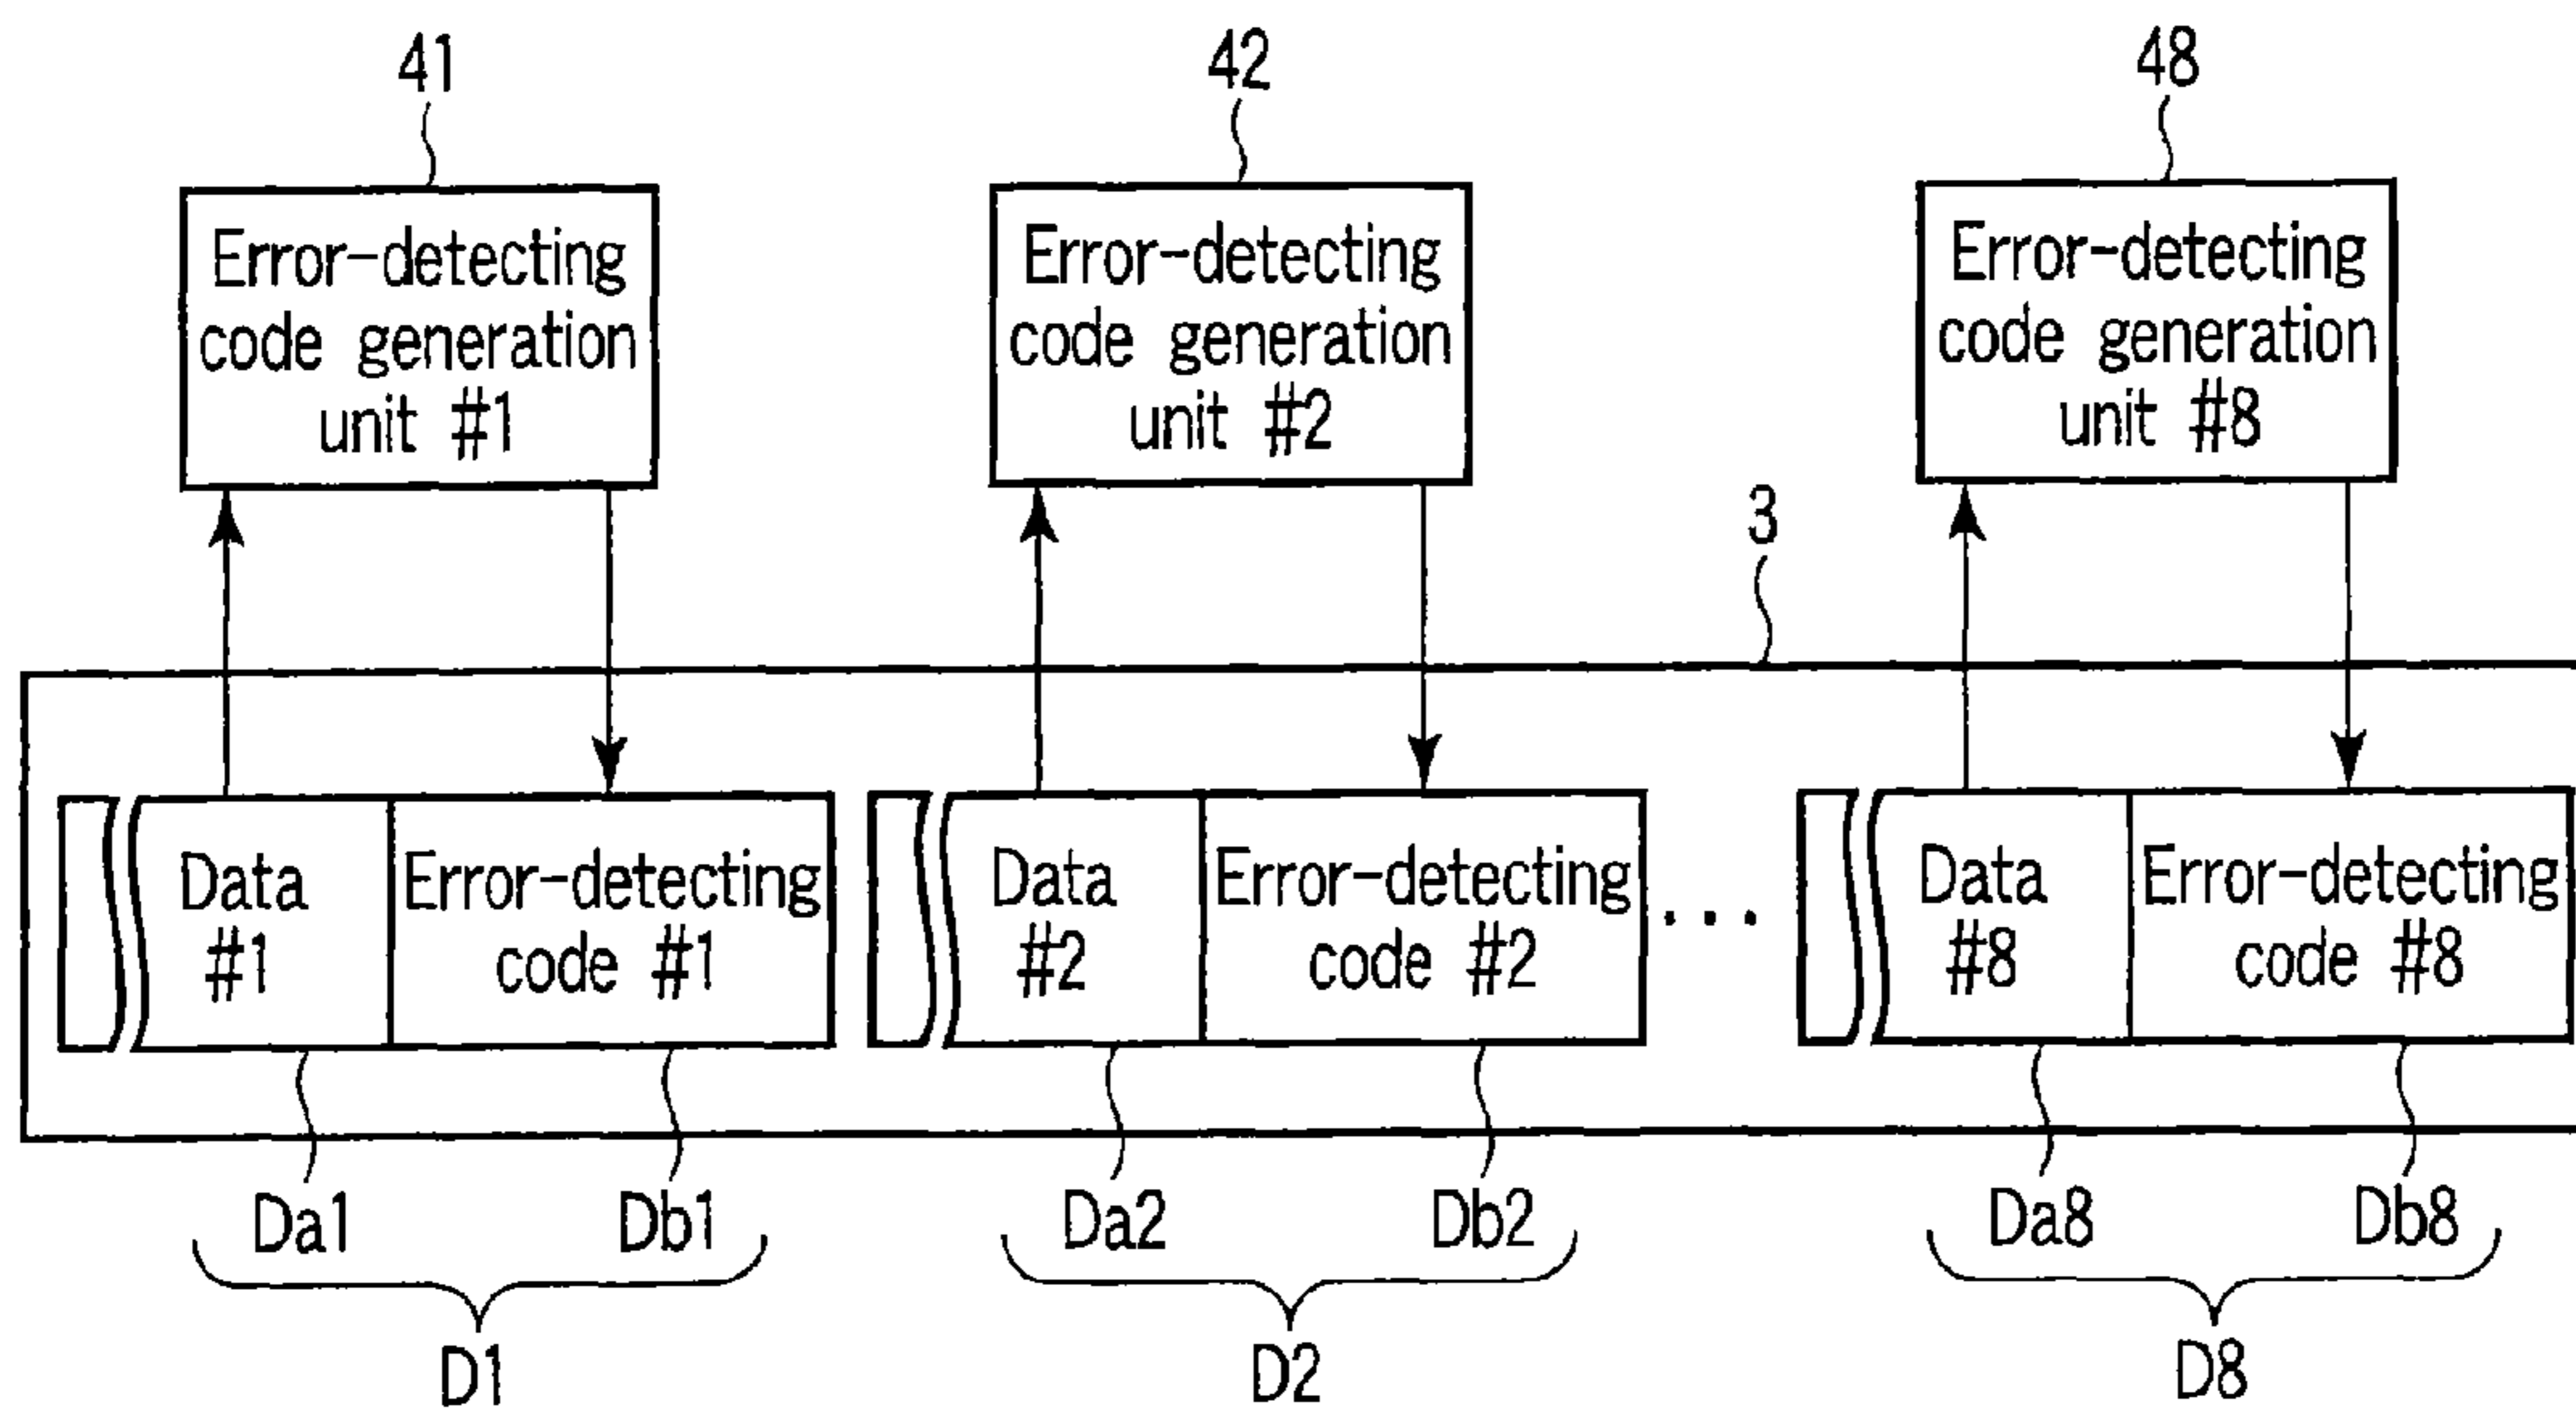 41
42
48
Error-detecting
code generation
unit #1
Error-detecting
code generation
unit #2
Error-detecting
code generation
unit #8
3
Data
#1
Error-detecting
code #1
Data
#2
Error-detecting
code #2
...
Data
#8
Error-detecting
code #8
Da1
Db1
Da2
Db2
Da8
Db8
D1
D2
D8